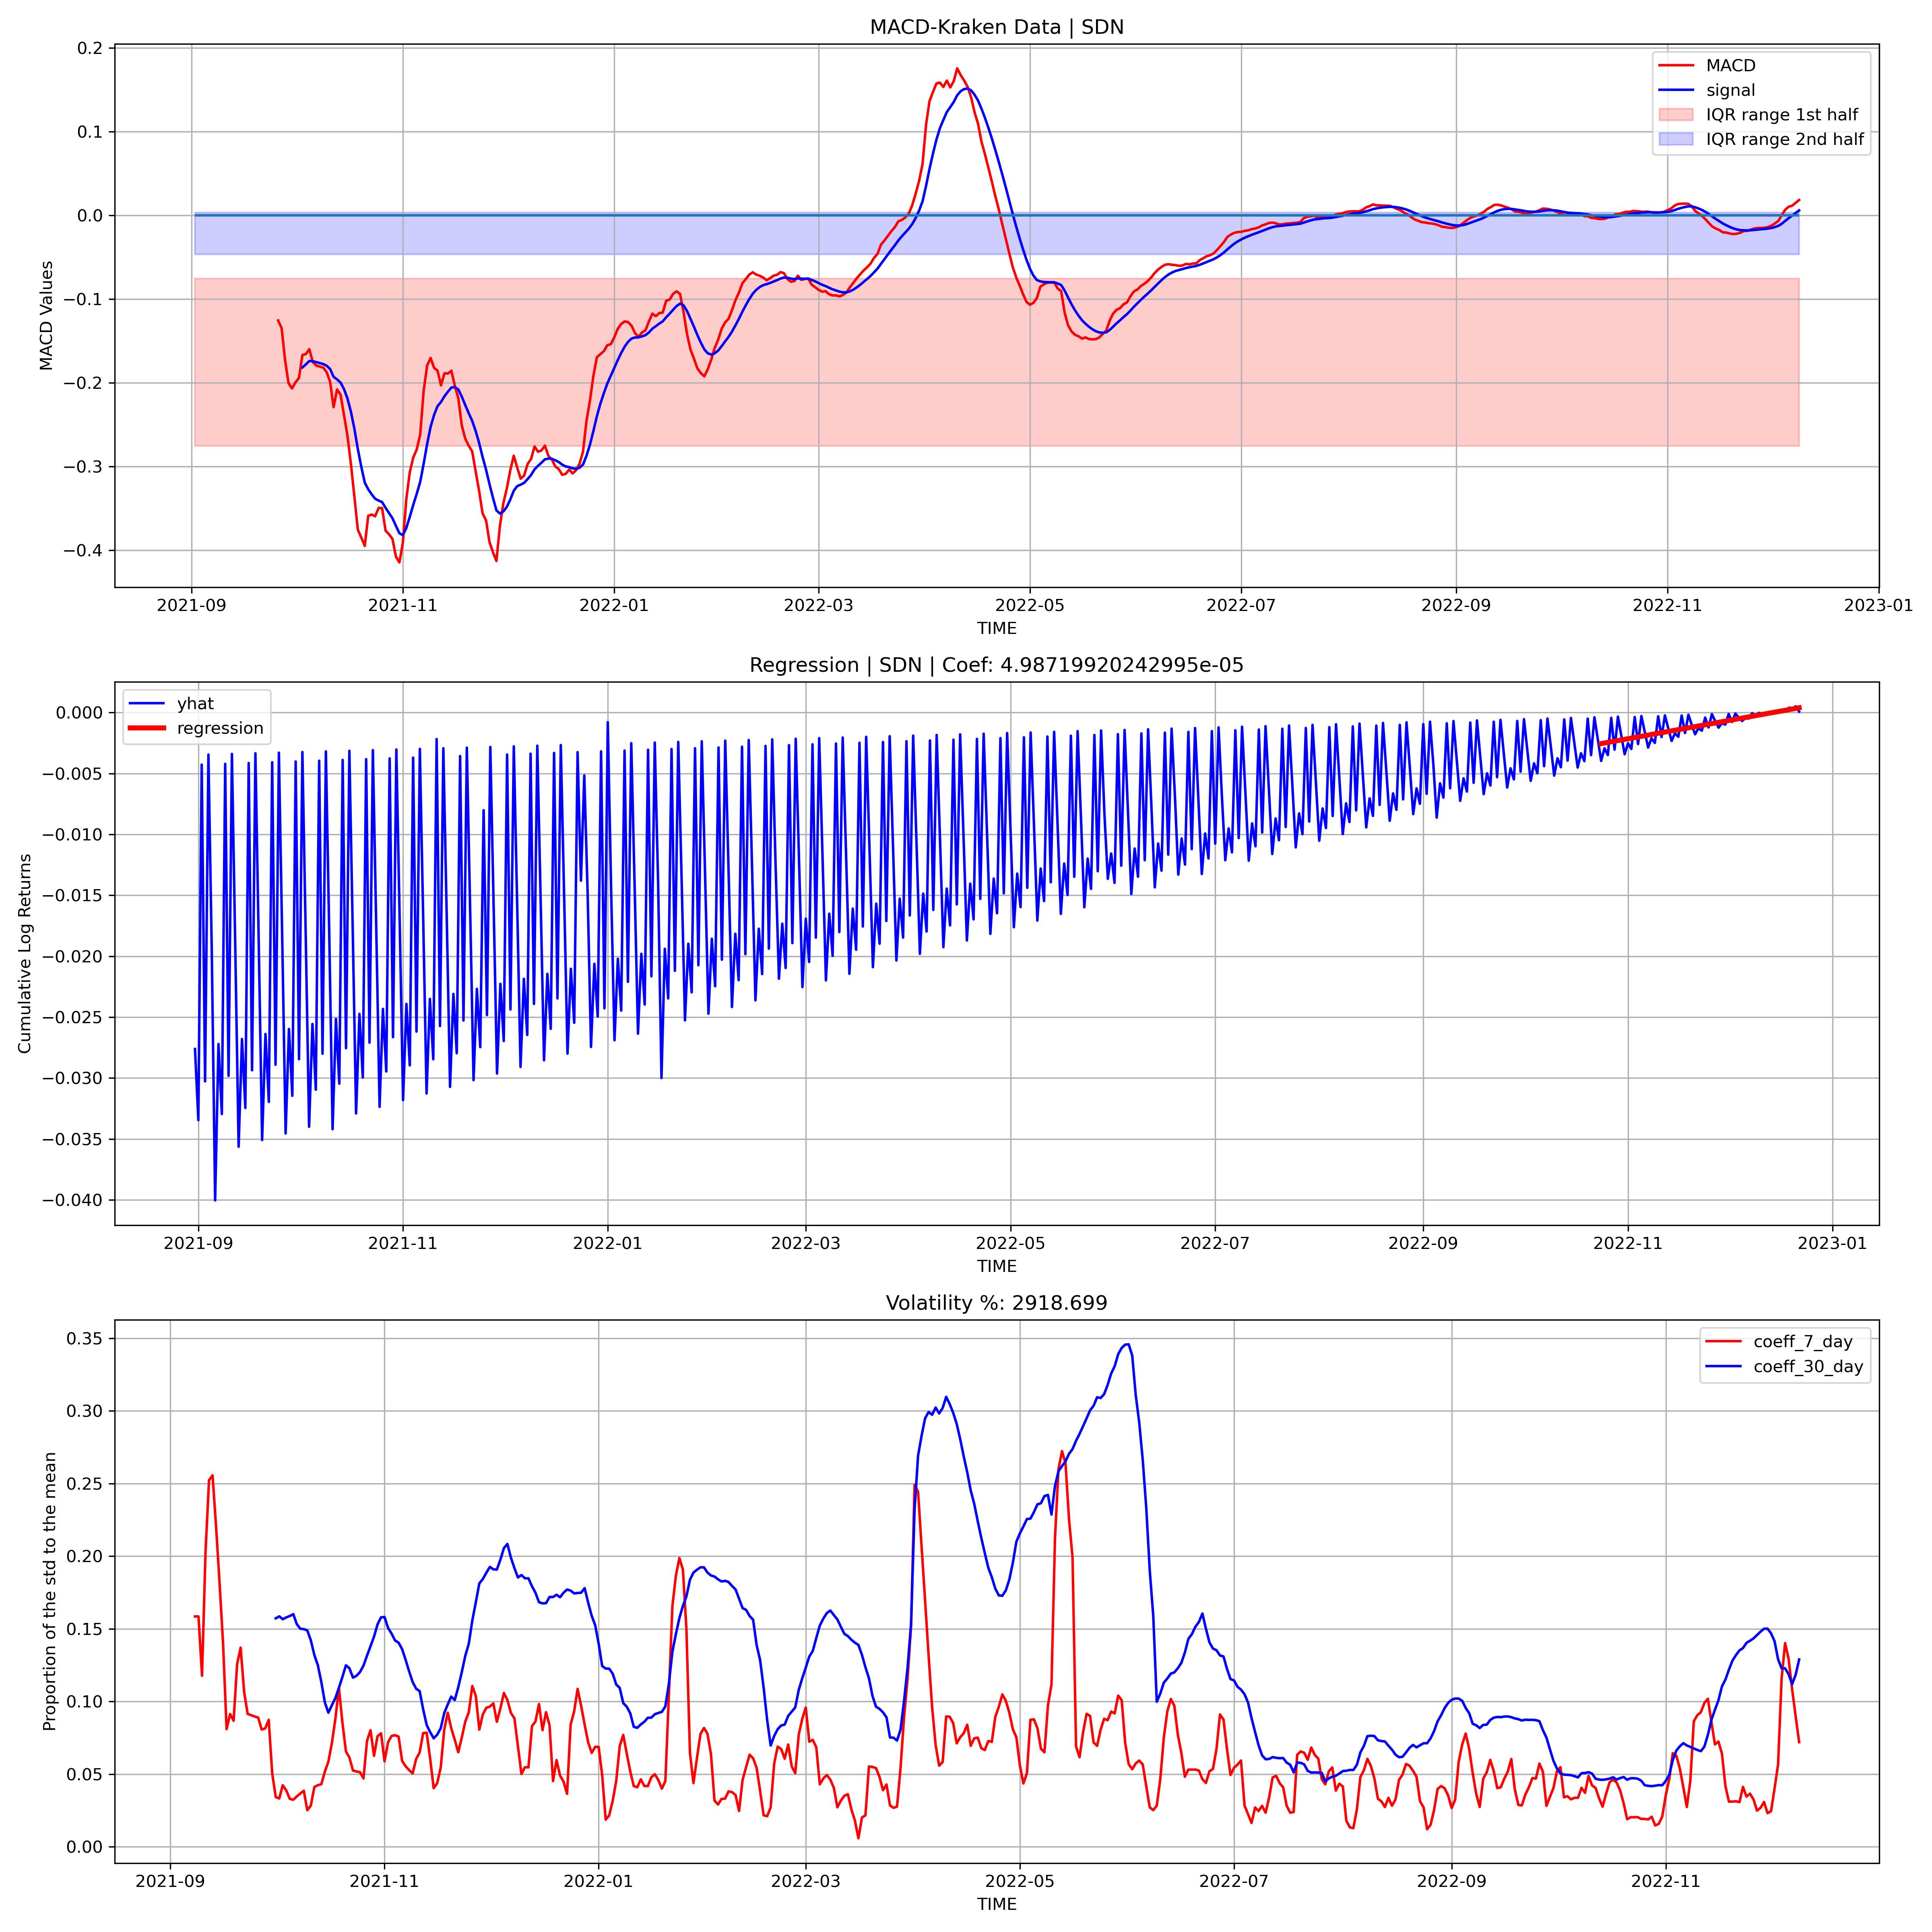 MACD-Kraken Data | SDN
MACD Values
0.2
0.1
0.0
−0.1
−0.2
−0.3
−0.4
MACD
signal
IQR range 1st half
IQR range 2nd half
2021-09 2021-11 2022-01 2022-03 2022-05 2022-07 2022-09 2022-11 2023-01
TIME
Regression | SDN | Coef: 4.98719920242995e-05
Cumulative Log Returns
yhat
regression
0.000
−0.005
−0.010
−0.015
−0.020
−0.025
−0.030
−0.035
−0.040
2021-09 2021-11 2022-01 2022-03 2022-05 2022-07 2022-09 2022-11 2023-01
TIME
Volatility %: 2918.699
Proportion of the std to the mean
0.35
0.30
0.25
0.20
0.15
0.10
0.05
0.00
coeff_7_day
coeff_30_day
2021-09 2021-11 2022-01 2022-03 2022-05 2022-07 2022-09 2022-11
TIME